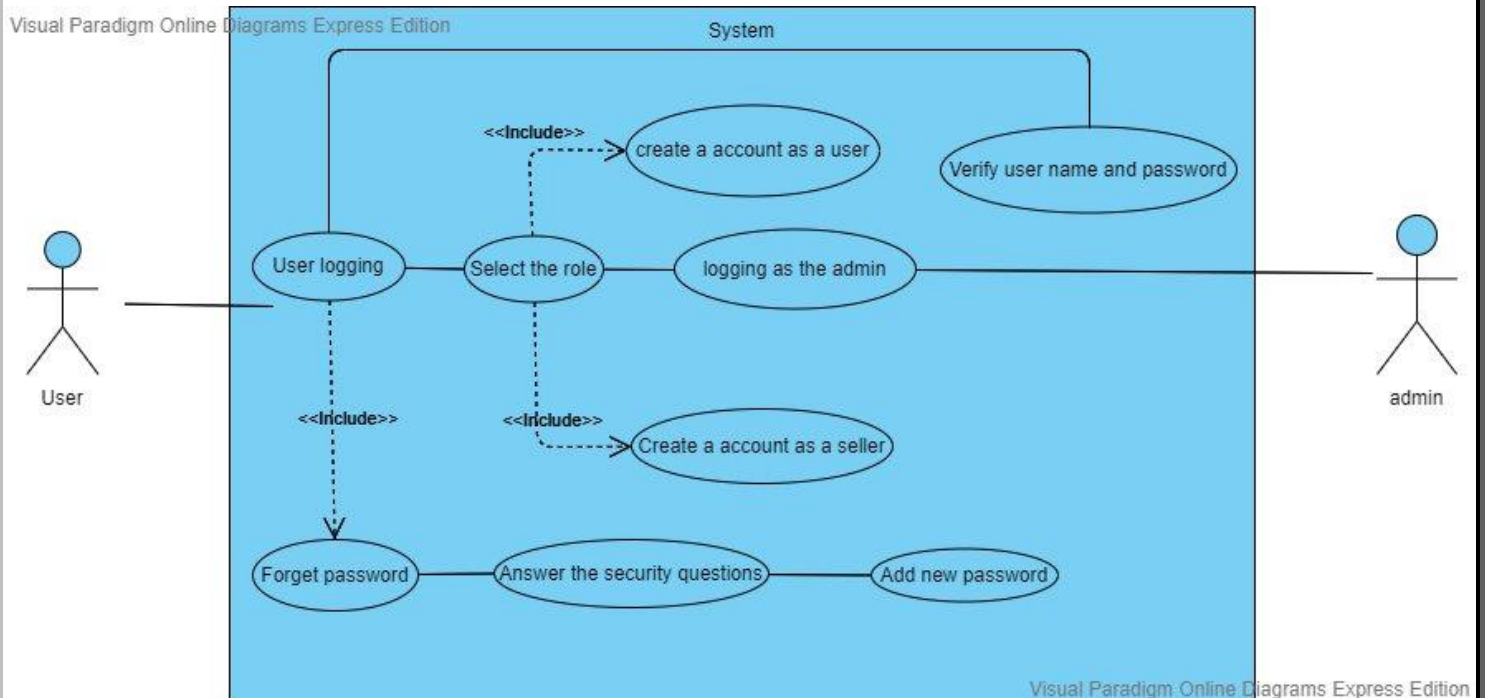 Visual Paradigm Online Diagrams Express Edition
System
<<Include>>
create a account as a user
Verify user name and password
User logging
Select the role
logging as the admin
User
admin
<<Include>>
<<Include>>
Create a account as a seller
Forget password
Answer the security questions
Add new password
Visual Paradigm Online Diagrams Express Edition